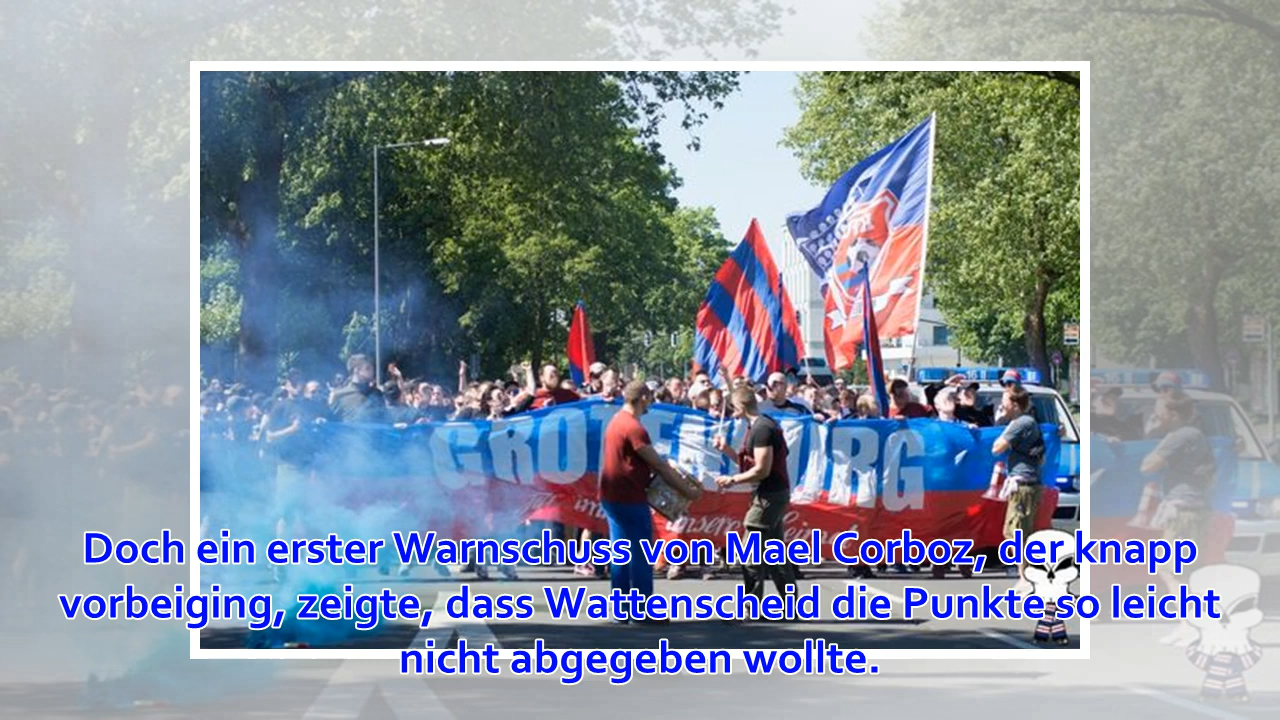 GROTENBURG
Doch ein erster Warnschuss von Mael Corboz, der knapp
vorbeiging, zeigte, dass Wattenscheid die Punkte so leicht
nicht abgegeben wollte.